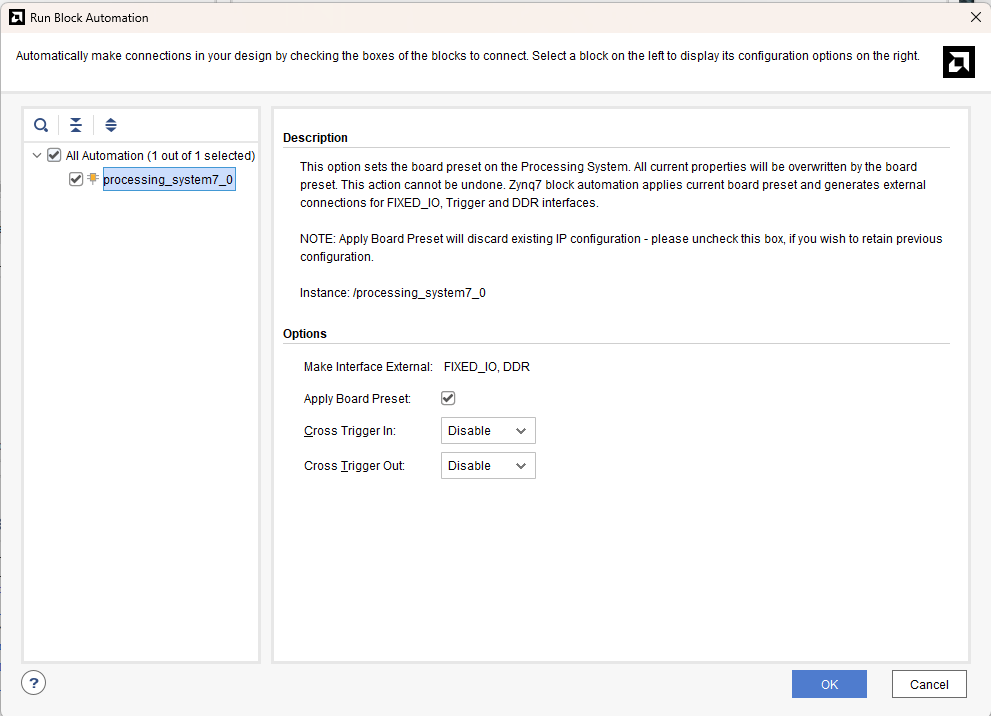 Run Block Automation
Automatically make connections in your design by checking the boxes of the blocks to connect. Select a block on the left to display its configuration options on the right.
All Automation (1 out of 1 selected)
processing_system7_0
Description
This option sets the board preset on the Processing System. All current properties will be overwritten by the board
preset. This action cannot be undone. Zynq7 block automation applies current board preset and generates external
connections for FIXED_IO, Trigger and DDR interfaces.
NOTE: Apply Board Preset will discard existing IP configuration - please uncheck this box, if you wish to retain previous
configuration.
Instance: /processing_system7_0
Options
Make Interface External: FIXED_IO, DDR
Apply Board Preset:
Cross Trigger In: Disable
Cross Trigger Out: Disable
?
OK
Cancel